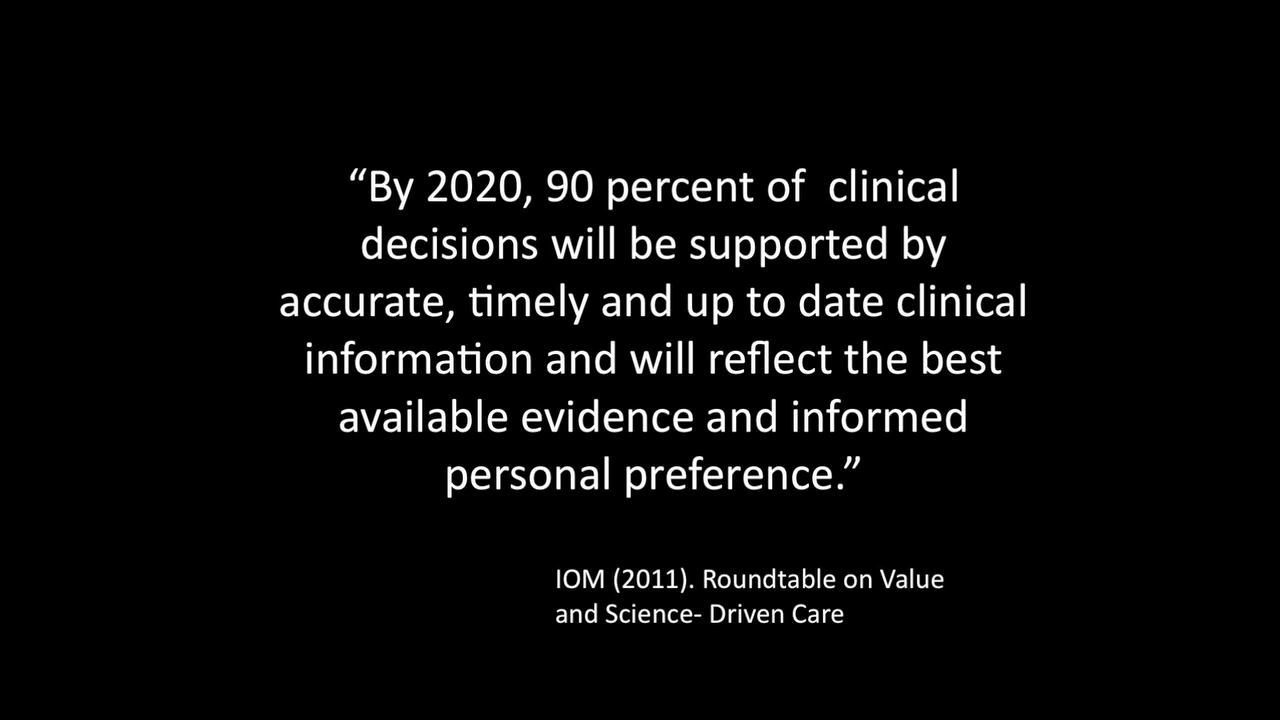 “By 2020, 90 percent of  clinical
decisions will be supported by
accurate, timely and up to date clinical
information and will reflect the best
available evidence and informed
personal preference.”
IOM (2011). Roundtable on Value
and Science- Driven Care